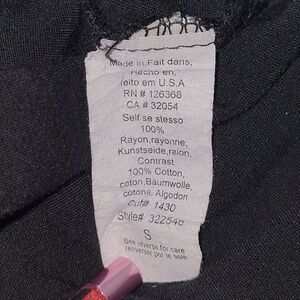 Made in,Fait dans,
Hecho en,
feito em U.S.A
RN # 126368
CA # 32054
Self se stesso
100%
Rayon,rayonne,
Kunstseide,raion,
Contrast
100% Cotton,
coton,Baumwolle,
cotone, Algodon
Cut# 1430
Style# 322546
S
See reverse for care
renverser por le soin